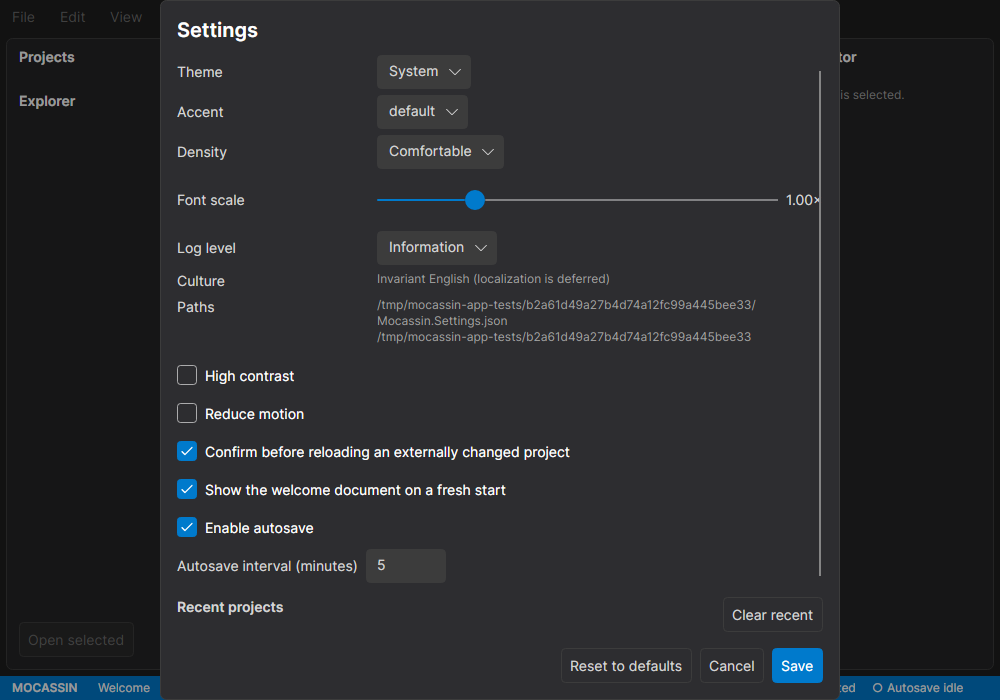 File Edit View
Settings
Projects
Explorer
tor
is selected.
Theme
System
Accent
default
Density
Comfortable
Font scale
1.00×
Log level
Information
Culture
Invariant English (localization is deferred)
Paths
/tmp/mocassin-app-tests/b2a61d49a27b4d74a12fc99a445bee33/
Mocassin.Settings.json
/tmp/mocassin-app-tests/b2a61d49a27b4d74a12fc99a445bee33
High contrast
Reduce motion
Confirm before reloading an externally changed project
Show the welcome document on a fresh start
Enable autosave
Autosave interval (minutes)
5
Recent projects
Clear recent
Open selected
Reset to defaults
Cancel
Save
MOCASSIN
Welcome
ted
Autosave idle